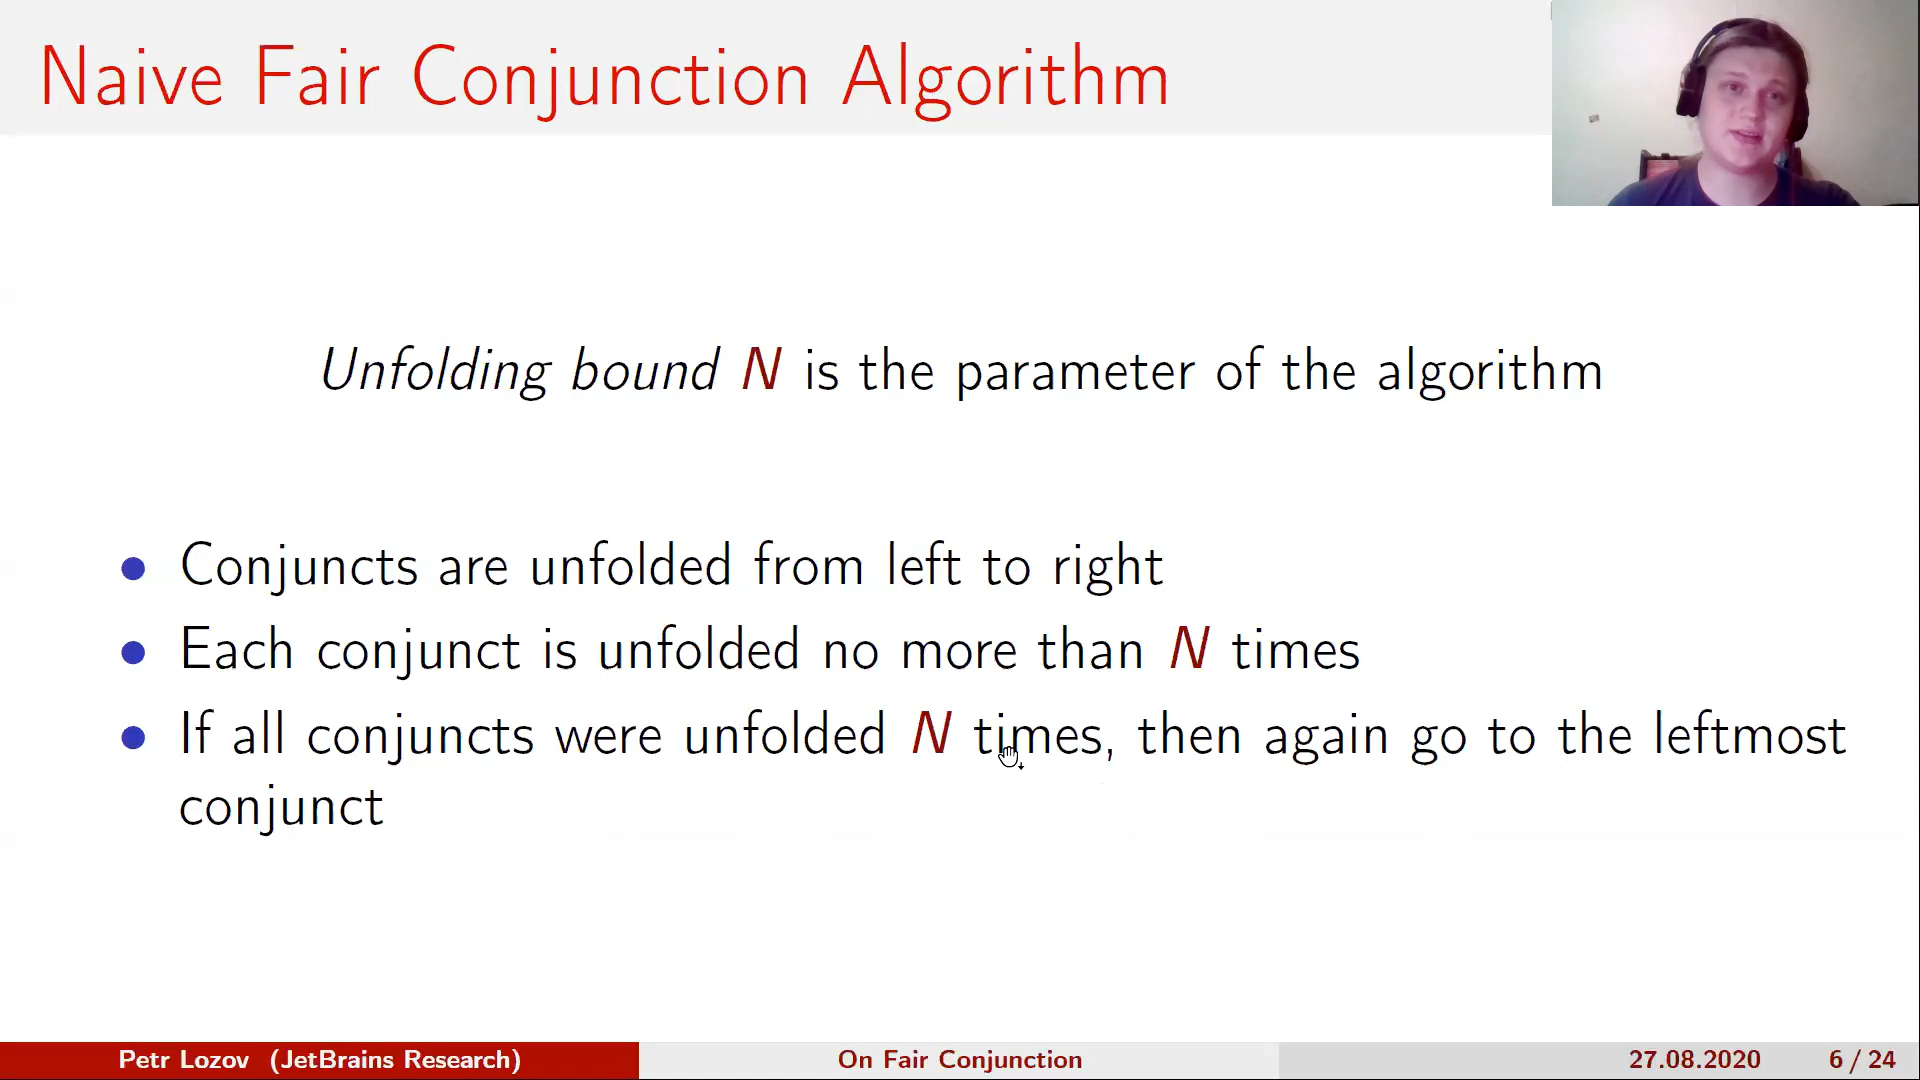 Naive Fair Conjunction Algorithm
Unfolding bound N is the parameter of the algorithm
Conjuncts are unfolded from left to right
Each conjunct is unfolded no more than N times
If all conjuncts were unfolded N times, then again go to the leftmost
conjunct
Petr Lozov (JetBrains Research)
On Fair Conjunction
27.08.2020
6 / 24